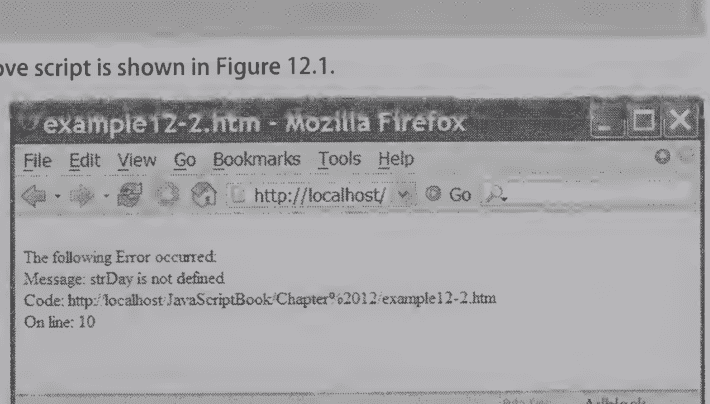 ove script is shown in Figure 12.1.
example12-2.htm - Mozilla Firefox
File Edit View Go Bookmarks Tools Help
http://localhost/ Go
The following Error occurred:
Message: strDay is not defined
Code: http://localhost/JavaScriptBook/Chapter%2012/example12-2.htm
On line: 10
Adblock